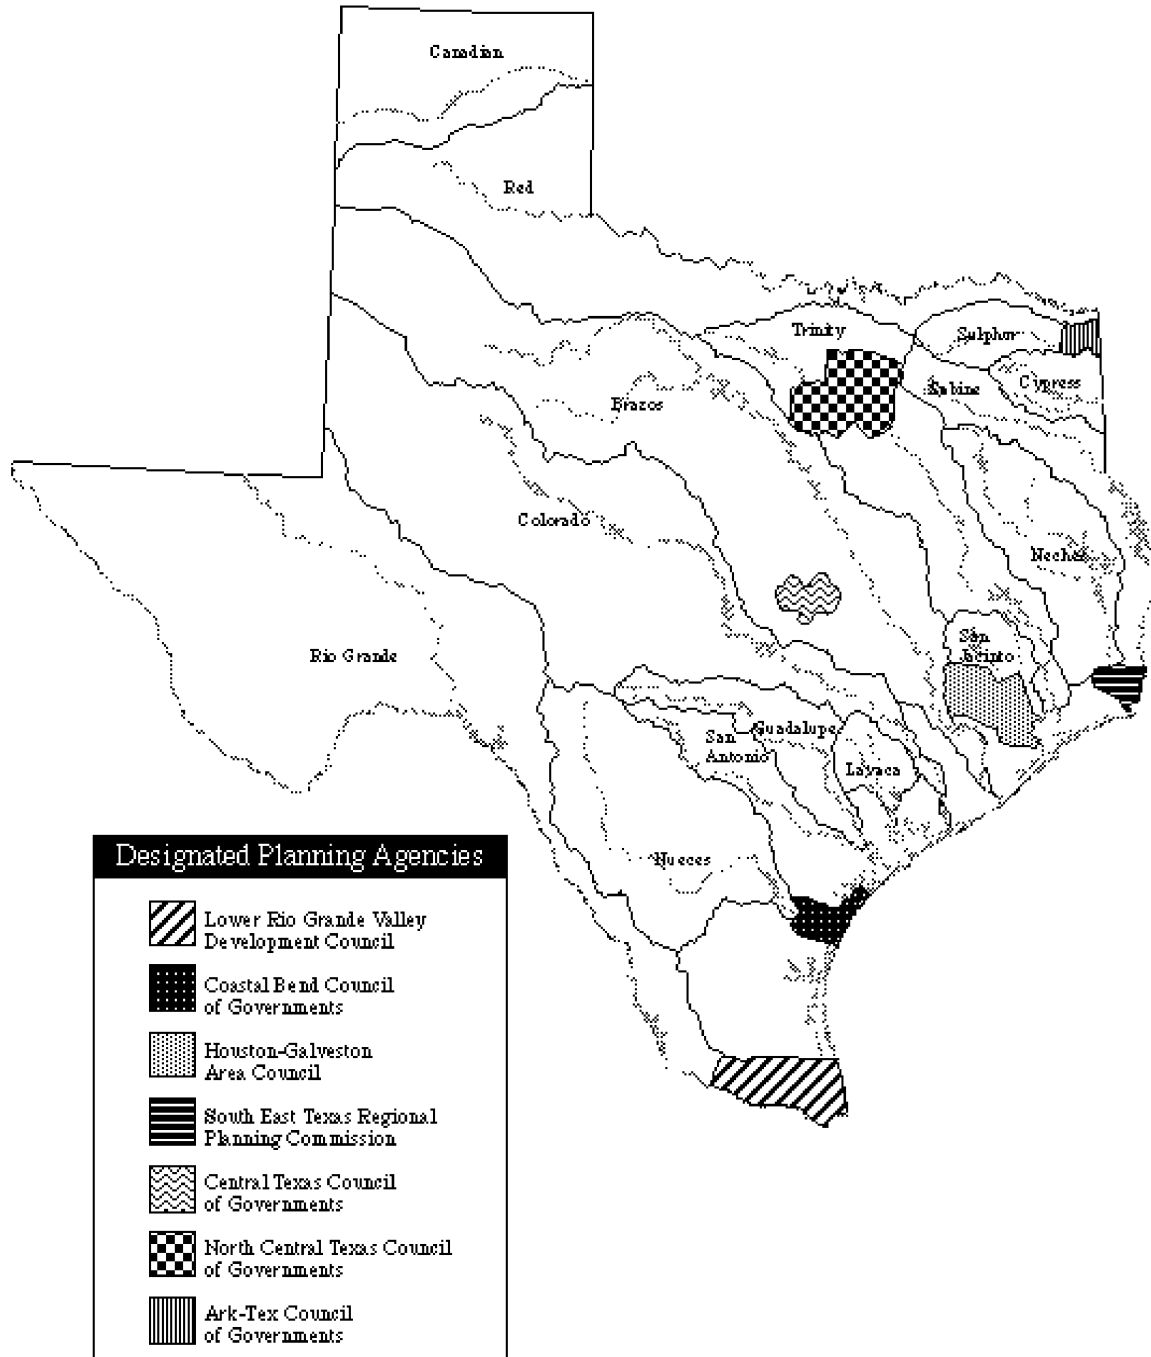 Canadian
Red
Trinity
Sulphur
Sabine
Cypress
Brazos
Colorado
Neches
San
Jacinto
Rio Grande
San
Antonio
Guadalupe
Lavaca
Nueces
Designated Planning Agencies
Lower Rio Grande Valley
Development Council
Coastal Bend Council
of Governments
Houston-Galveston
Area Council
South East Texas Regional
Planning Commission
Central Texas Council
of Governments
North Central Texas Council
of Governments
Ark-Tex Council
of Governments